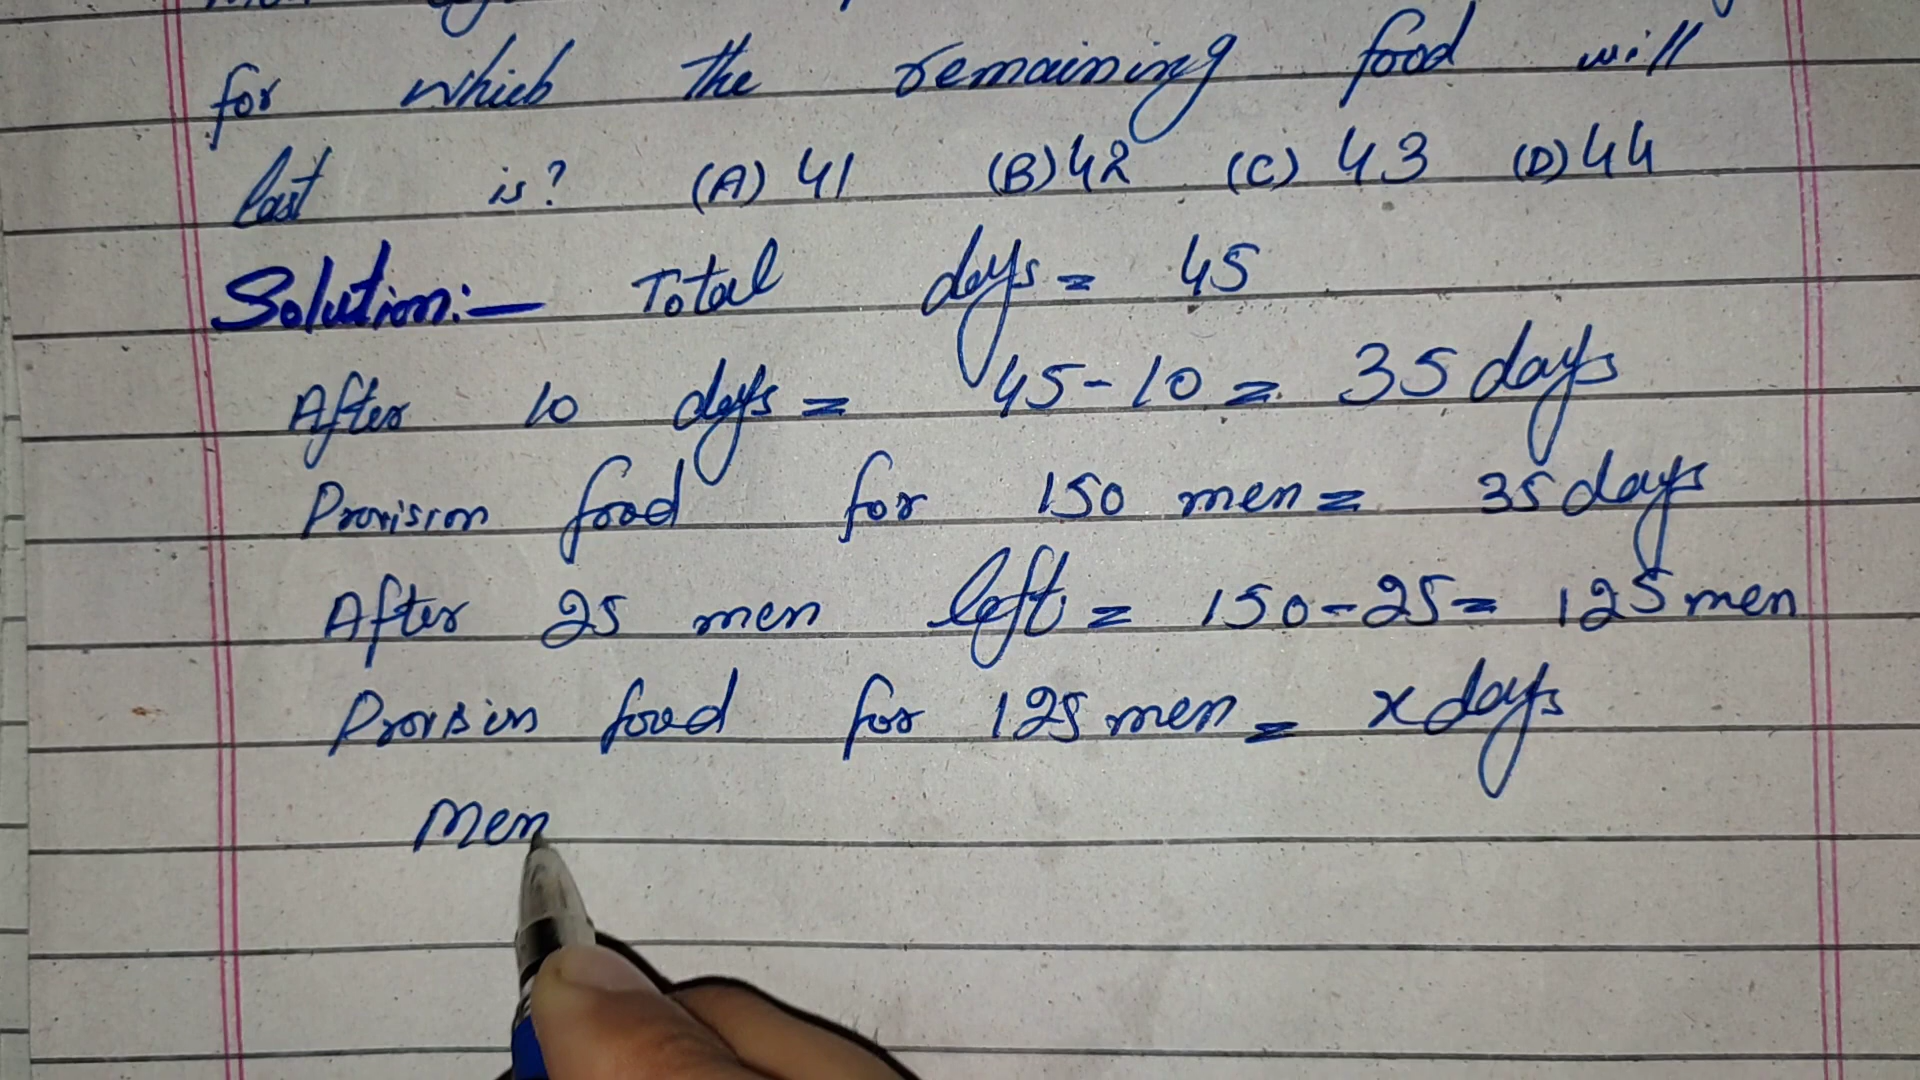 for which the remaining food will
last is? (A) 41 (B) 42 (C) 43 (D) 44
Solution:- Total days = 45
After 10 days = 45-10 = 35 days
Provision food for 150 men = 35 days
After 25 men left = 150-25 = 125 men
Provision food for 125 men = x days
Men